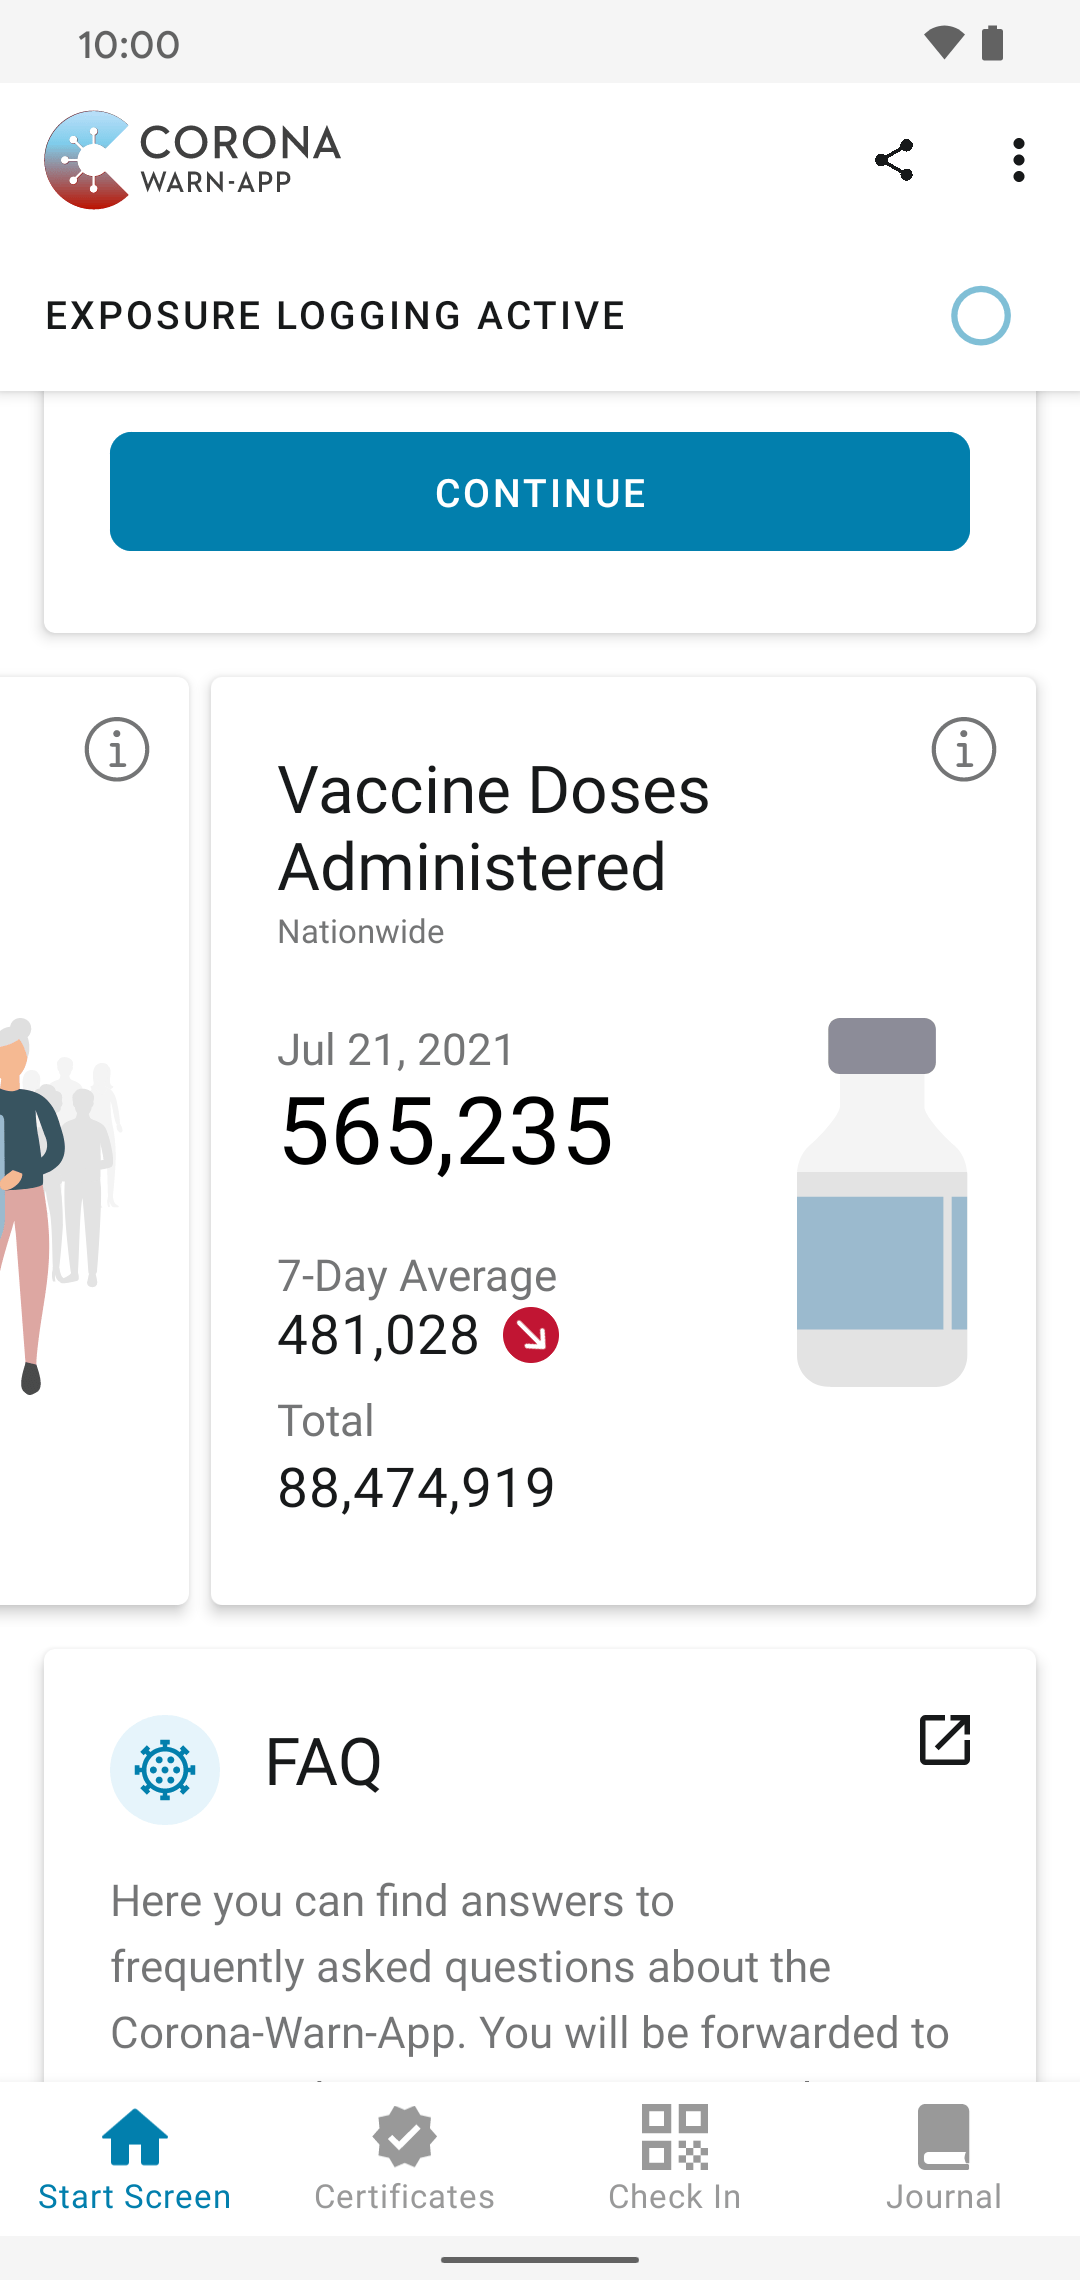 10:00
CORONA
WARN-APP
EXPOSURE LOGGING ACTIVE
CONTINUE
Vaccine Doses
Administered
Nationwide
Jul 21, 2021
565,235
7-Day Average
481,028
Total
88,474,919
FAQ
Here you can find answers to
frequently asked questions about the
Corona-Warn-App. You will be forwarded to
Start Screen
Certificates
Check In
Journal